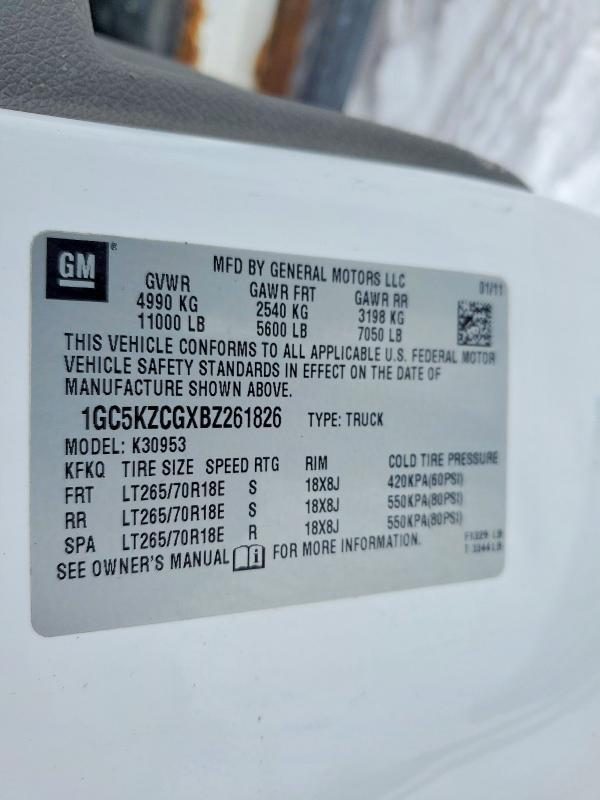 GM ®
MFD BY GENERAL MOTORS LLC 01/11
GVWR GAWR FRT GAWR RR
4990 KG 2540 KG 3198 KG
11000 LB 5600 LB 7050 LB
THIS VEHICLE CONFORMS TO ALL APPLICABLE U.S. FEDERAL MOTOR
VEHICLE SAFETY STANDARDS IN EFFECT ON THE DATE OF
MANUFACTURE SHOWN ABOVE.
1GC5KZCGXBZ261826 TYPE: TRUCK
MODEL: K30953
KFKQ TIRE SIZE SPEED RTG RIM COLD TIRE PRESSURE
FRT LT265/70R18E S 18X8J 420KPA(60PSI)
RR LT265/70R18E S 18X8J 550KPA(80PSI)
SPA LT265/70R18E R 18X8J 550KPA(80PSI)
SEE OWNER'S MANUAL i FOR MORE INFORMATION.